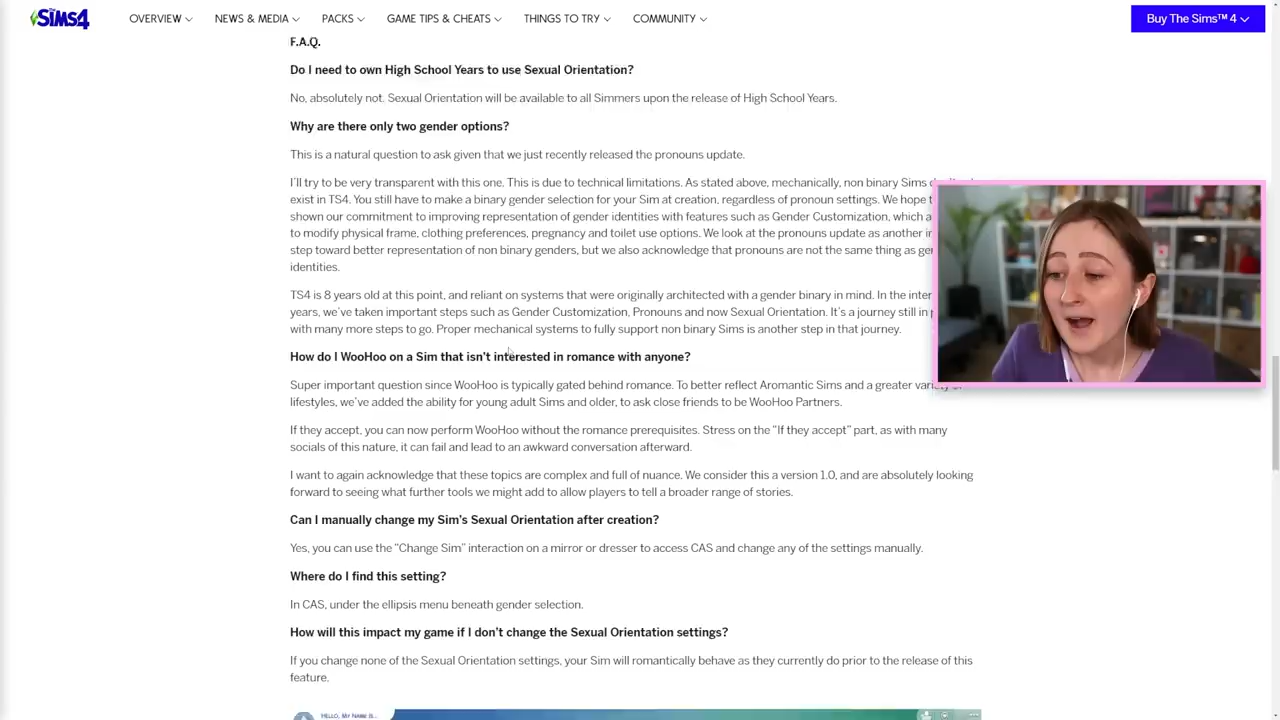 THE SIMS 4
OVERVIEW
NEWS & MEDIA
PACKS
GAME TIPS & CHEATS
THINGS TO TRY
COMMUNITY
Buy The Sims™ 4
F.A.Q.
Do I need to own High School Years to use Sexual Orientation?
No, absolutely not. Sexual Orientation will be available to all Simmers upon the release of High School Years.
Why are there only two gender options?
This is a natural question to ask given that we just recently released the pronouns update.
I'll try to be very transparent with this one. This is due to technical limitations. As stated above, mechanically, non binary Sims
exist in TS4. You still have to make a binary gender selection for your Sim at creation, regardless of pronoun settings. We hope
shown our commitment to improving representation of gender identities with features such as Gender Customization, which
to modify physical frame, clothing preferences, pregnancy and toilet use options. We look at the pronouns update as another
step toward better representation of non binary genders, but we also acknowledge that pronouns are not the same thing as
identities.
TS4 is 8 years old at this point, and reliant on systems that were originally architected with a gender binary in mind. In the
years, we've taken important steps such as Gender Customization, Pronouns and now Sexual Orientation. It's a journey still in
with many more steps to go. Proper mechanical systems to fully support non binary Sims is another step in that journey.
How do I WooHoo on a Sim that isn't interested in romance with anyone?
Super important question since WooHoo is typically gated behind romance. To better reflect Aromantic Sims and a greater variety of
lifestyles, we've added the ability for young adult Sims and older, to ask close friends to be WooHoo Partners.
If they accept, you can now perform WooHoo without the romance prerequisites. Stress on the "If they accept" part, as with many
socials of this nature, it can fail and lead to an awkward conversation afterward.
I want to again acknowledge that these topics are complex and full of nuance. We consider this a version 1.0, and are absolutely looking
forward to seeing what further tools we might add to allow players to tell a broader range of stories.
Can I manually change my Sim's Sexual Orientation after creation?
Yes, you can use the "Change Sim" interaction on a mirror or dresser to access CAS and change any of the settings manually.
Where do I find this setting?
In CAS, under the ellipsis menu beneath gender selection.
How will this impact my game if I don't change the Sexual Orientation settings?
If you change none of the Sexual Orientation settings, your Sim will romantically behave as they currently do prior to the release of this
feature.
HELLO, MY NAME IS...